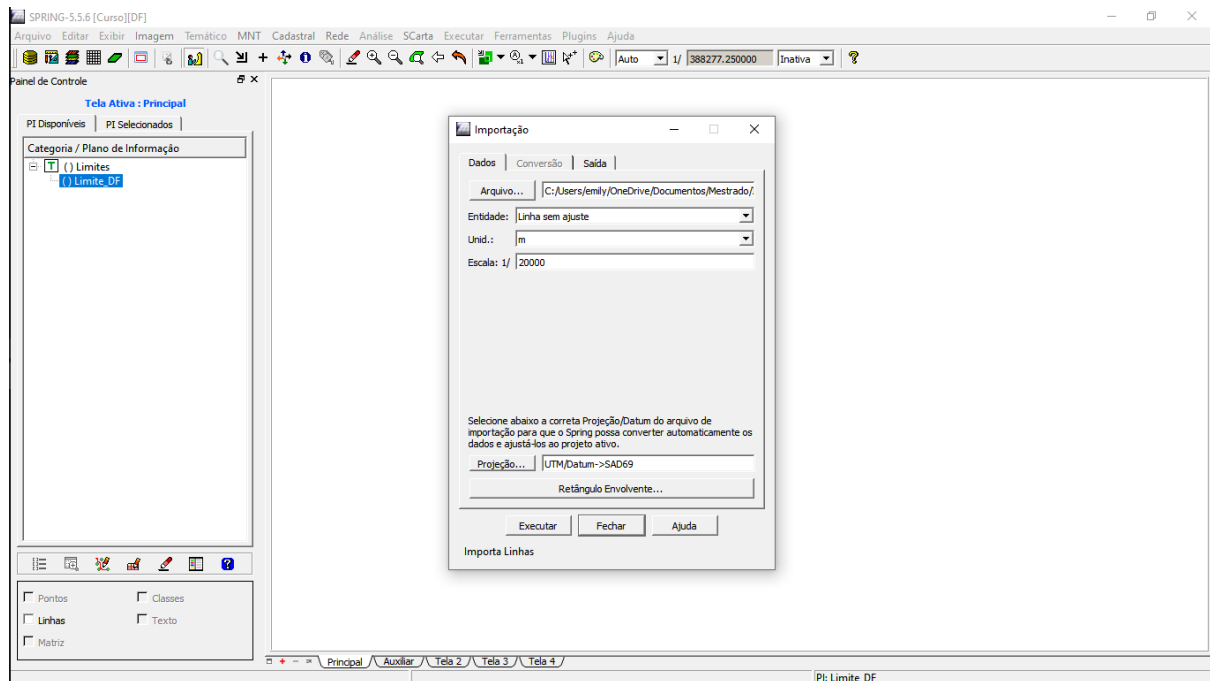 SPRING-5.5.6 [Curso][DF]
Arquivo Editar Exibir Imagem Temático MNT Cadastral Rede Análise SCarta Executar Ferramentas Plugins Ajuda
Auto 1/ 388277.250000 Inativa
Painel de Controle
Tela Ativa : Principal
PI Disponíveis PI Selecionados
Categoria / Plano de Informação
T () Limites
() Limite_DF
Pontos Classes
Linhas Texto
Matriz
Importação
Dados Conversão Saída
Arquivo... C:/Users/emily/OneDrive/Documentos/Mestrado/
Entidade: Linha sem ajuste
Unid.: m
Escala: 1/ 20000
Selecione abaixo a correta Projeção/Datum do arquivo de
importação para que o Spring possa converter automaticamente os
dados e ajustá-los ao projeto ativo.
Projeção... UTM/Datum->SAD69
Retângulo Envolvente...
Executar Fechar Ajuda
Importa Linhas
Principal Auxiliar Tela 2 Tela 3 Tela 4
PI: Limite_DF